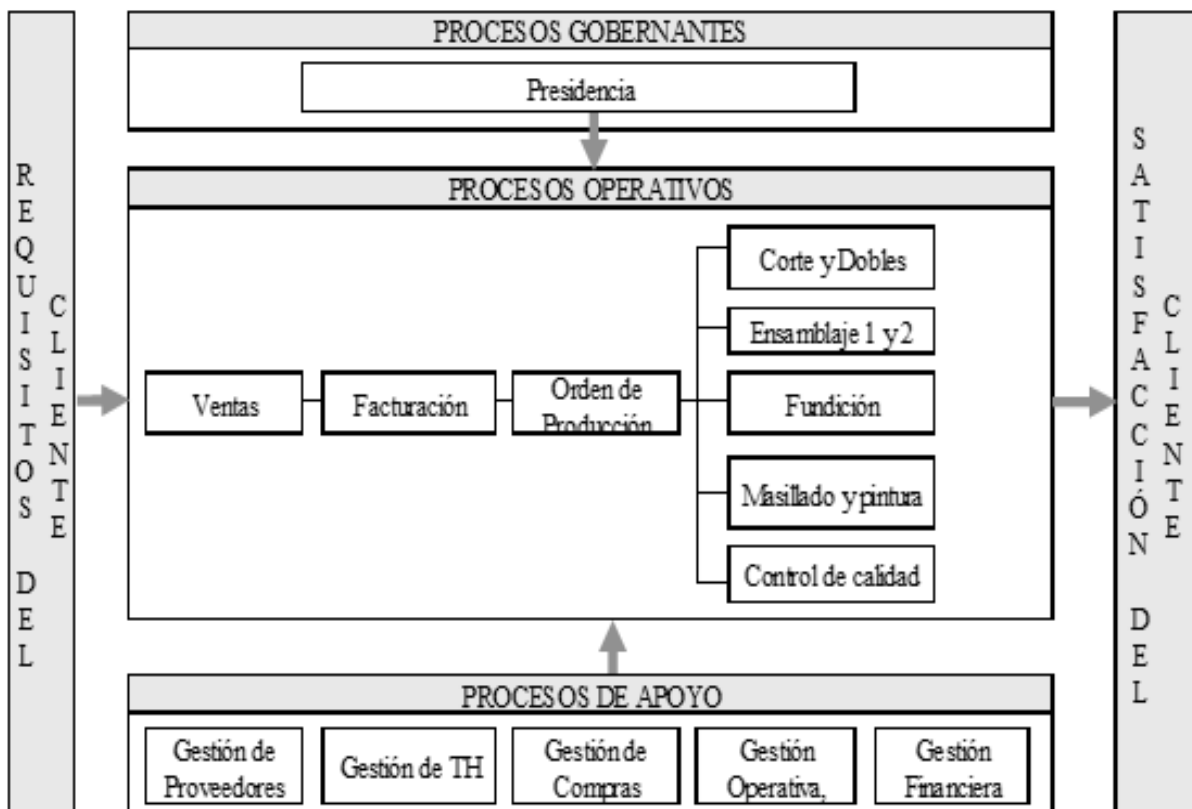 PROCESOS GOBERNANTES
Presidencia
REQUISITOS DEL
CLIENTE
PROCESOS OPERATIVOS
Ventas
Facturación
Orden de
Producción
Corte y Dobles
Ensamblaje 1 y 2
Fundición
Masillado y pintura
Control de calidad
PROCESOS DE APOYO
Gestión de
Proveedores
Gestión de TH
Gestión de
Compras
Gestión
Operativa,
Gestión
Financiera
SATISFACCIÓN DEL
CLIENTE